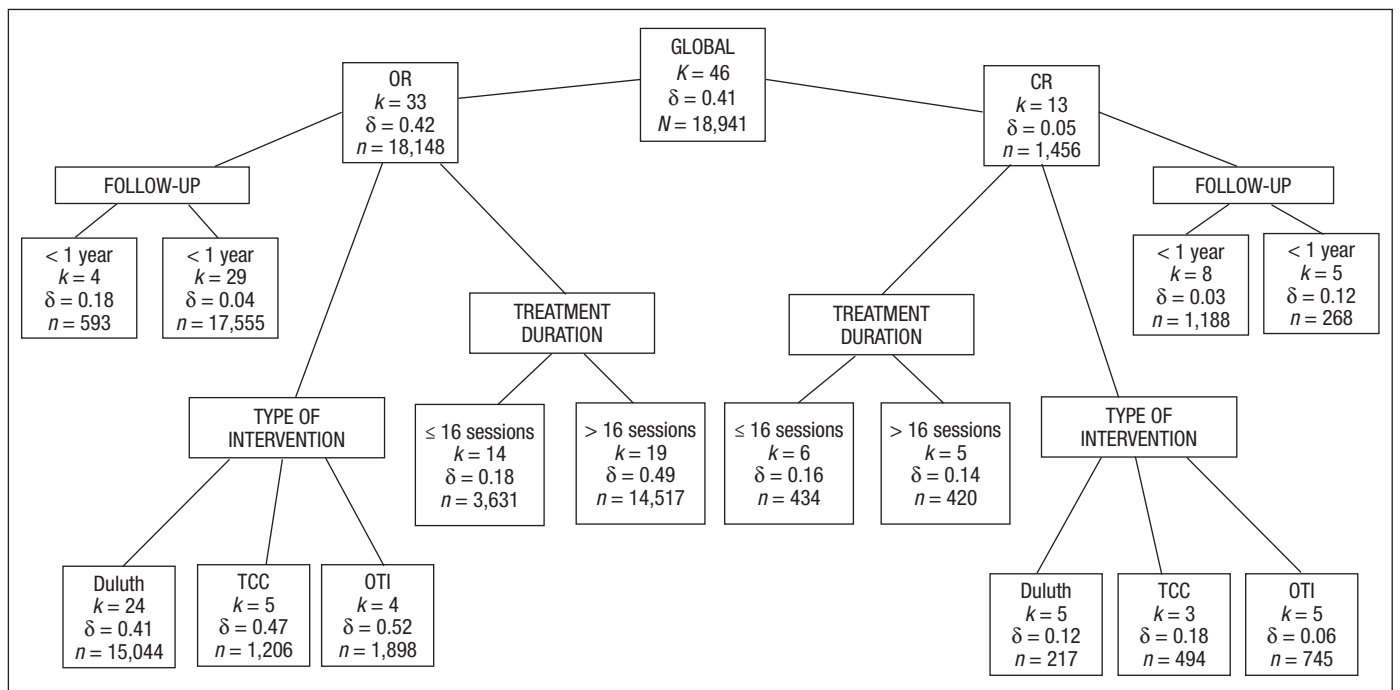 GLOBAL
K = 46
δ = 0.41
N = 18,941
OR
k = 33
δ = 0.42
n = 18,148
CR
k = 13
δ = 0.05
n = 1,456
FOLLOW-UP
< 1 year
k = 4
δ = 0.18
n = 593
< 1 year
k = 29
δ = 0.04
n = 17,555
TREATMENT
DURATION
≤ 16 sessions
k = 14
δ = 0.18
n = 3,631
> 16 sessions
k = 19
δ = 0.49
n = 14,517
TYPE OF
INTERVENTION
Duluth
k = 24
δ = 0.41
n = 15,044
TCC
k = 5
δ = 0.47
n = 1,206
OTI
k = 4
δ = 0.52
n = 1,898
TREATMENT
DURATION
≤ 16 sessions
k = 6
δ = 0.16
n = 434
> 16 sessions
k = 5
δ = 0.14
n = 420
FOLLOW-UP
< 1 year
k = 8
δ = 0.03
n = 1,188
< 1 year
k = 5
δ = 0.12
n = 268
TYPE OF
INTERVENTION
Duluth
k = 5
δ = 0.12
n = 217
TCC
k = 3
δ = 0.18
n = 494
OTI
k = 5
δ = 0.06
n = 745